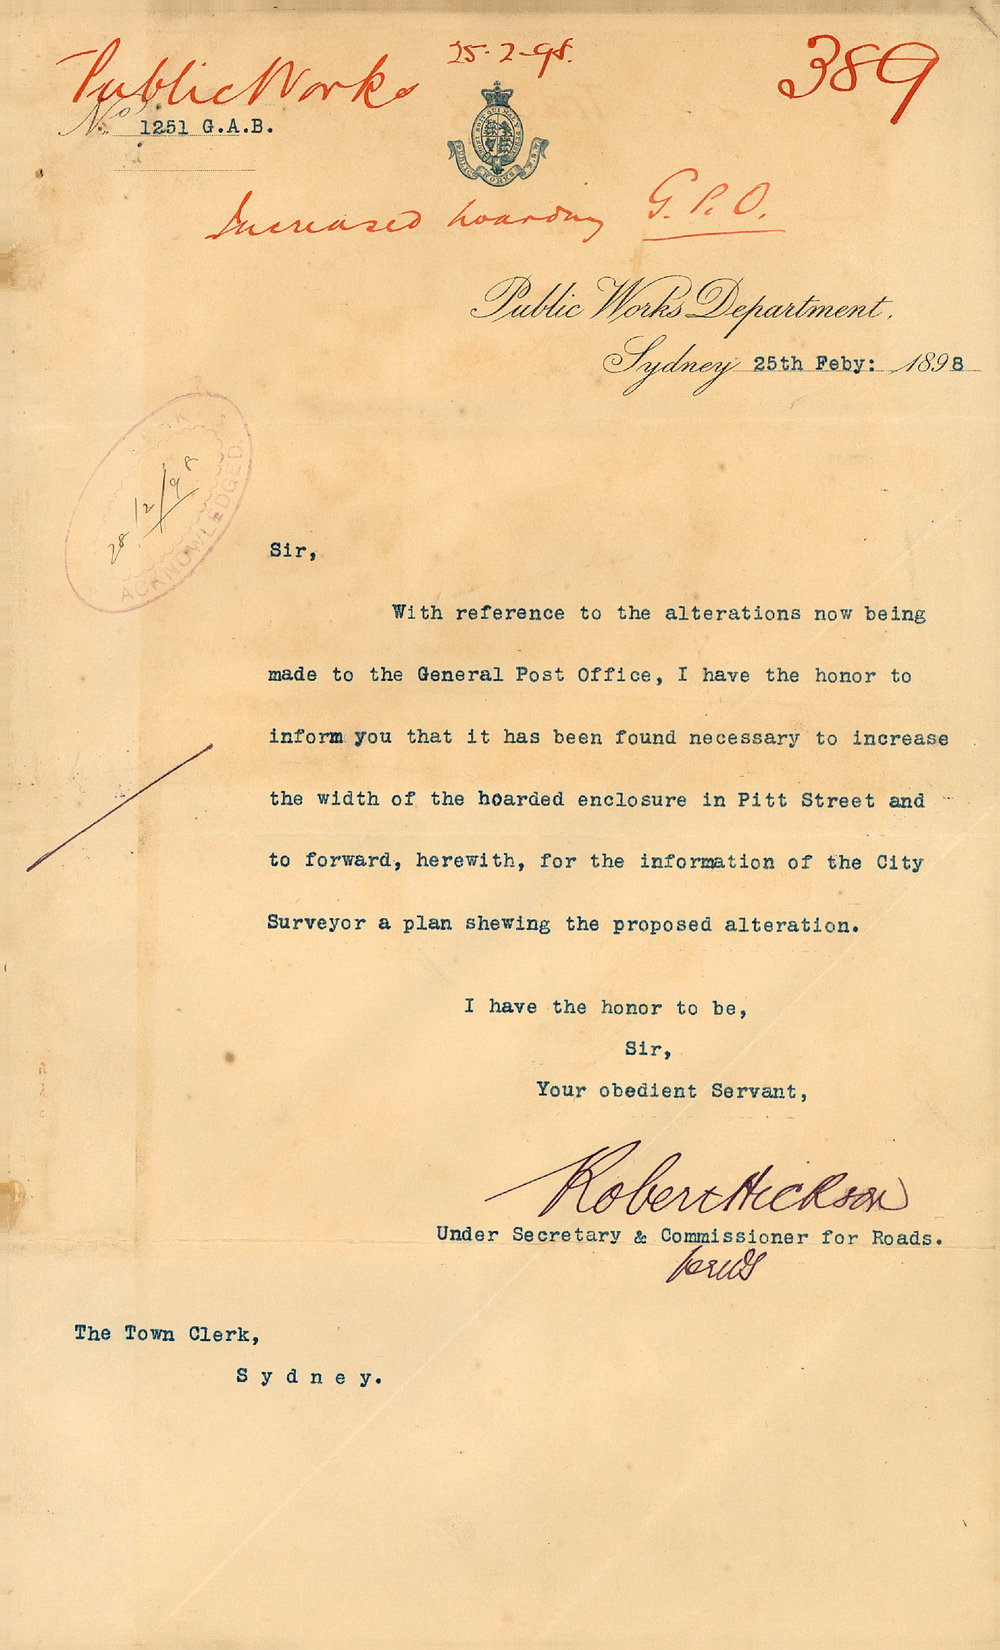 Public Works
25-2-98.
389
No. 1251 G.A.B.
PUBLIC WORKS N.S.W.
Increased hoarding G.P.O.
Public Works Department,
Sydney 25th Feby: 1898
ACKNOWLEDGED
28/2/98
Sir,
With reference to the alterations now being
made to the General Post Office, I have the honor to
inform you that it has been found necessary to increase
the width of the hoarded enclosure in Pitt Street and
to forward, herewith, for the information of the City
Surveyor a plan shewing the proposed alteration.
I have the honor to be,
Sir,
Your obedient Servant,
Robert Hickson
Under Secretary & Commissioner for Roads.
The Town Clerk,
Sydney.